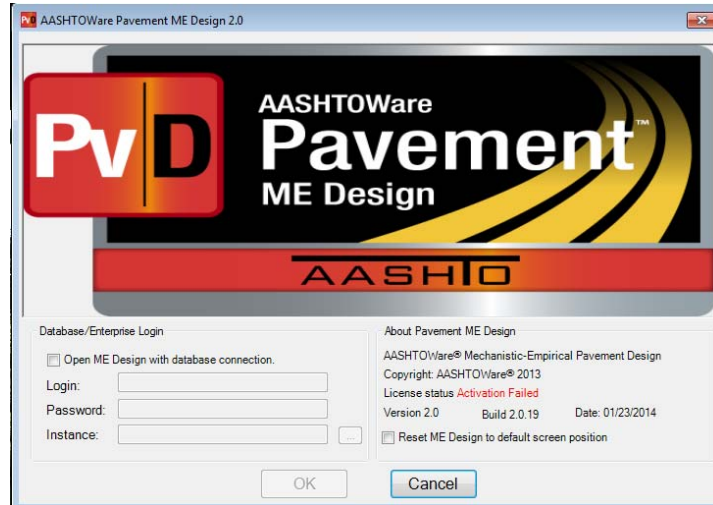 AASHTOWare Pavement ME Design 2.0
PvD
AASHTOWare
Pavement™
ME Design
AASHTO
Database/Enterprise Login
Open ME Design with database connection.
Login:
Password:
Instance:
...
About Pavement ME Design
AASHTOWare® Mechanistic-Empirical Pavement Design
Copyright: AASHTOWare® 2013
License status Activation Failed
Version 2.0 Build 2.0.19 Date: 01/23/2014
Reset ME Design to default screen position
OK
Cancel